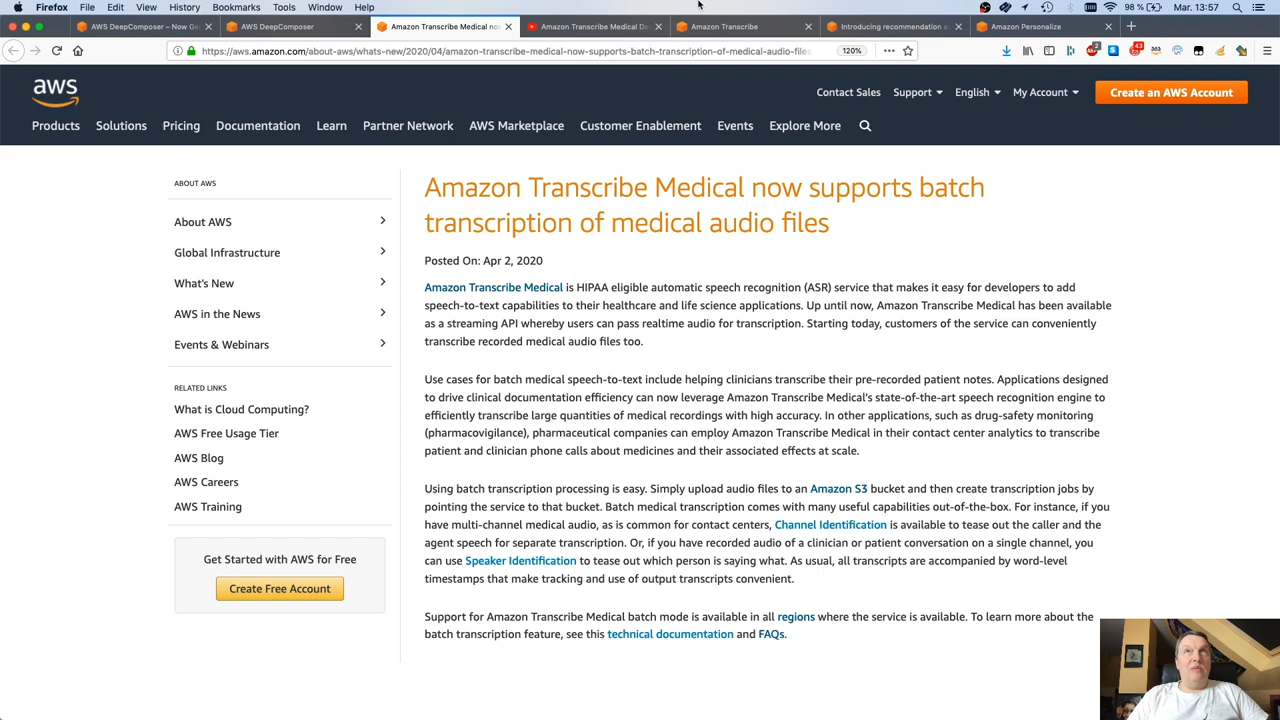 Firefox File Edit View History Bookmarks Tools Window Help 98 % Mar. 13:57
AWS DeepComposer – Now Ge AWS DeepComposer Amazon Transcribe Medical now Amazon Transcribe Medical De Amazon Transcribe Introducing recommendation s Amazon Personalize
https://aws.amazon.com/about-aws/whats-new/2020/04/amazon-transcribe-medical-now-supports-batch-transcription-of-medical-audio-files 120% 2 43
aws
Contact Sales Support English My Account Create an AWS Account
Products Solutions Pricing Documentation Learn Partner Network AWS Marketplace Customer Enablement Events Explore More
ABOUT AWS
About AWS
Global Infrastructure
What's New
AWS in the News
Events & Webinars
RELATED LINKS
What is Cloud Computing?
AWS Free Usage Tier
AWS Blog
AWS Careers
AWS Training
Get Started with AWS for Free
Create Free Account
Amazon Transcribe Medical now supports batch
transcription of medical audio files
Posted On: Apr 2, 2020
Amazon Transcribe Medical is HIPAA eligible automatic speech recognition (ASR) service that makes it easy for developers to add
speech-to-text capabilities to their healthcare and life science applications. Up until now, Amazon Transcribe Medical has been available
as a streaming API whereby users can pass realtime audio for transcription. Starting today, customers of the service can conveniently
transcribe recorded medical audio files too.
Use cases for batch medical speech-to-text include helping clinicians transcribe their pre-recorded patient notes. Applications designed
to drive clinical documentation efficiency can now leverage Amazon Transcribe Medical's state-of-the-art speech recognition engine to
efficiently transcribe large quantities of medical recordings with high accuracy. In other applications, such as drug-safety monitoring
(pharmacovigilance), pharmaceutical companies can employ Amazon Transcribe Medical in their contact center analytics to transcribe
patient and clinician phone calls about medicines and their associated effects at scale.
Using batch transcription processing is easy. Simply upload audio files to an Amazon S3 bucket and then create transcription jobs by
pointing the service to that bucket. Batch medical transcription comes with many useful capabilities out-of-the-box. For instance, if you
have multi-channel medical audio, as is common for contact centers, Channel Identification is available to tease out the caller and the
agent speech for separate transcription. Or, if you have recorded audio of a clinician or patient conversation on a single channel, you
can use Speaker Identification to tease out which person is saying what. As usual, all transcripts are accompanied by word-level
timestamps that make tracking and use of output transcripts convenient.
Support for Amazon Transcribe Medical batch mode is available in all regions where the service is available. To learn more about the
batch transcription feature, see this technical documentation and FAQs.